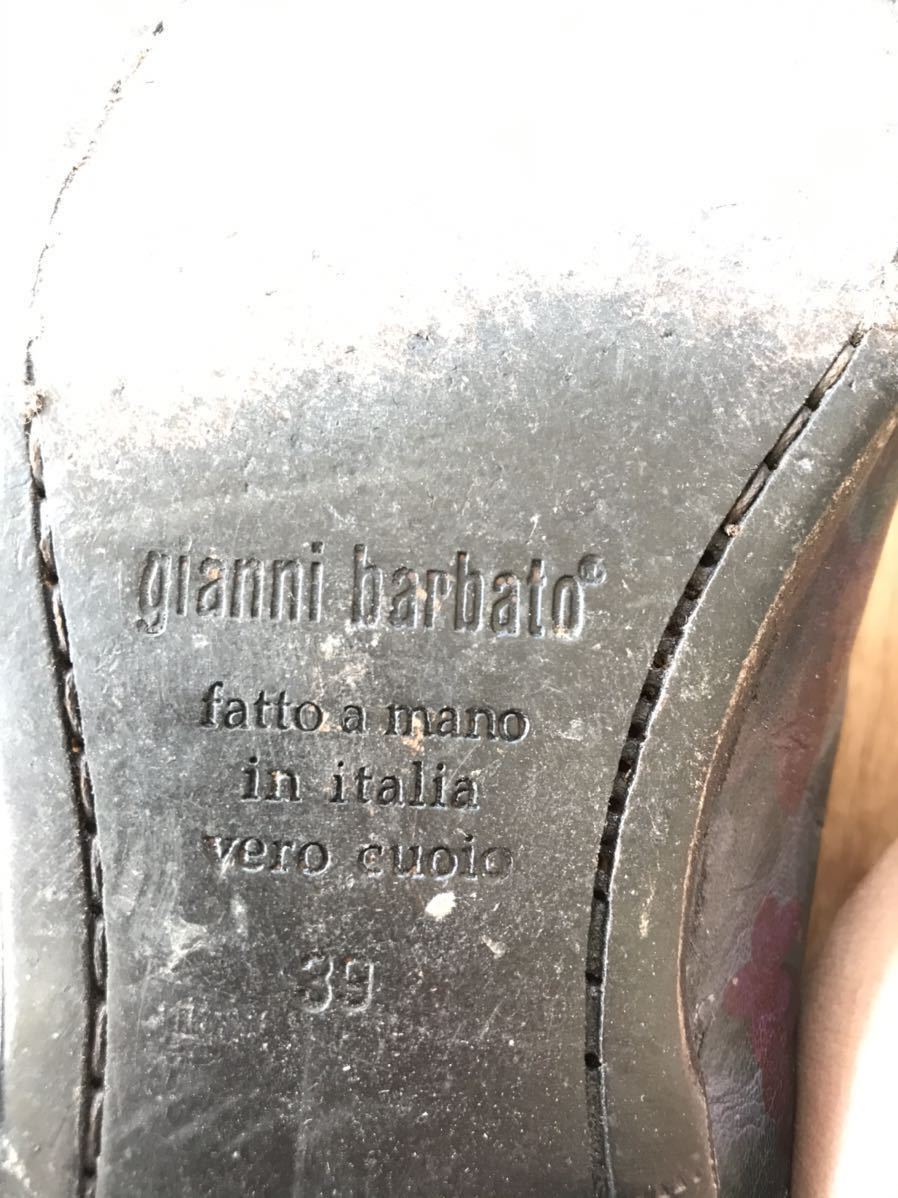 gianni barbato®
fatto a mano
in italia
vero cuoio
39